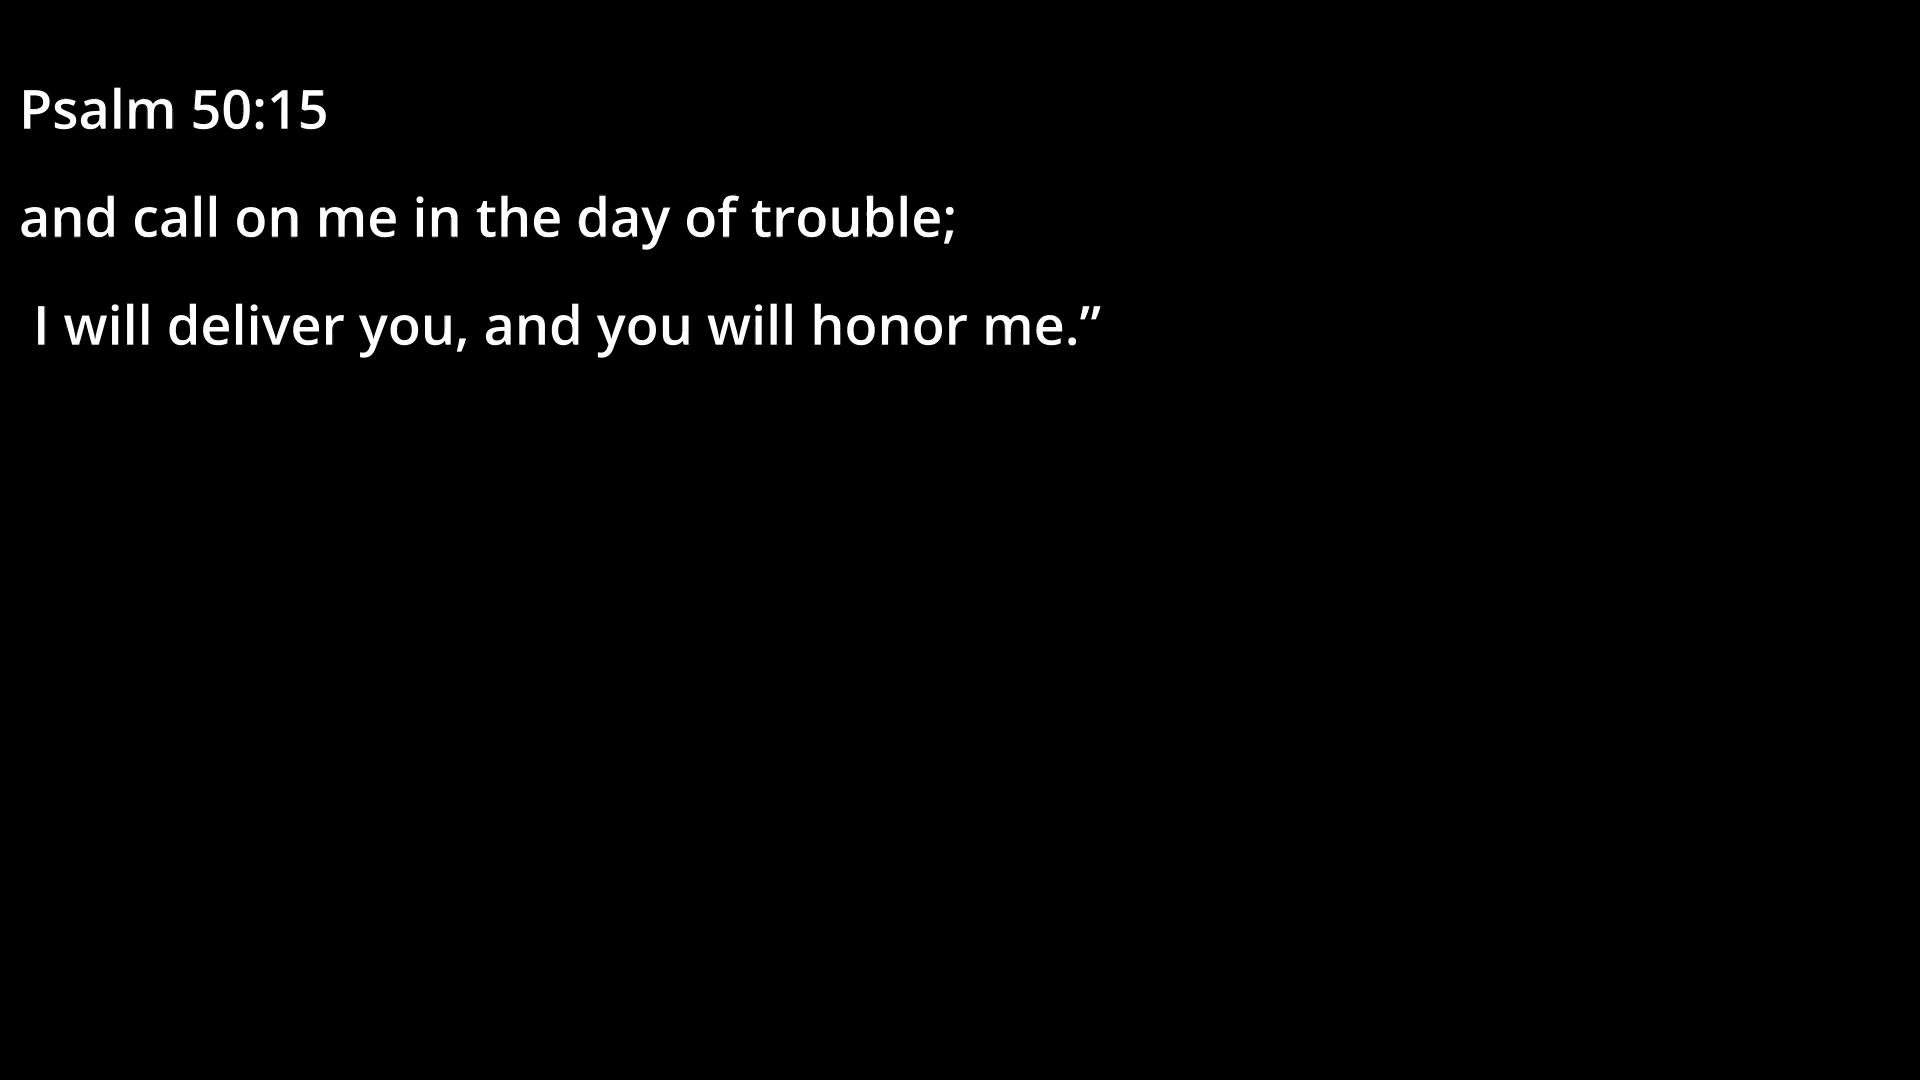 Psalm 50:15
and call on me in the day of trouble;
I will deliver you, and you will honor me.”